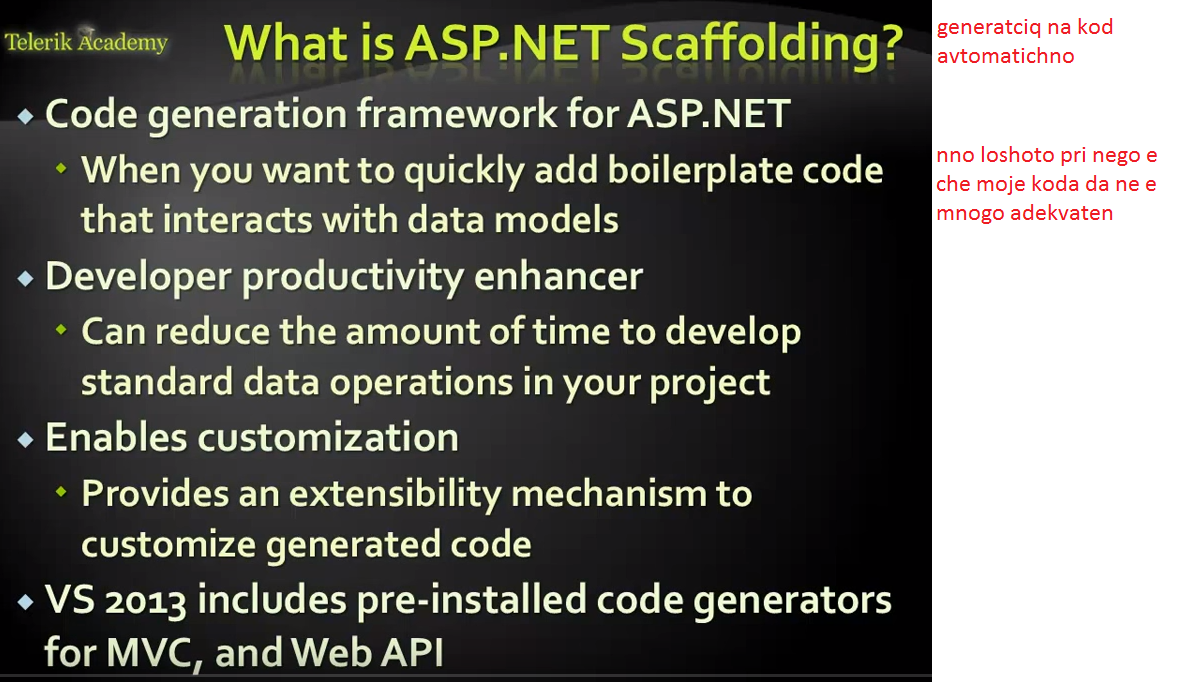 Telerik Academy
What is ASP.NET Scaffolding?
Code generation framework for ASP.NET
When you want to quickly add boilerplate code
that interacts with data models
Developer productivity enhancer
Can reduce the amount of time to develop
standard data operations in your project
Enables customization
Provides an extensibility mechanism to
customize generated code
VS 2013 includes pre-installed code generators
for MVC, and Web API
generatciq na kod
avtomatichno
nno loshoto pri nego e
che moje koda da ne e
mnogo adekvaten